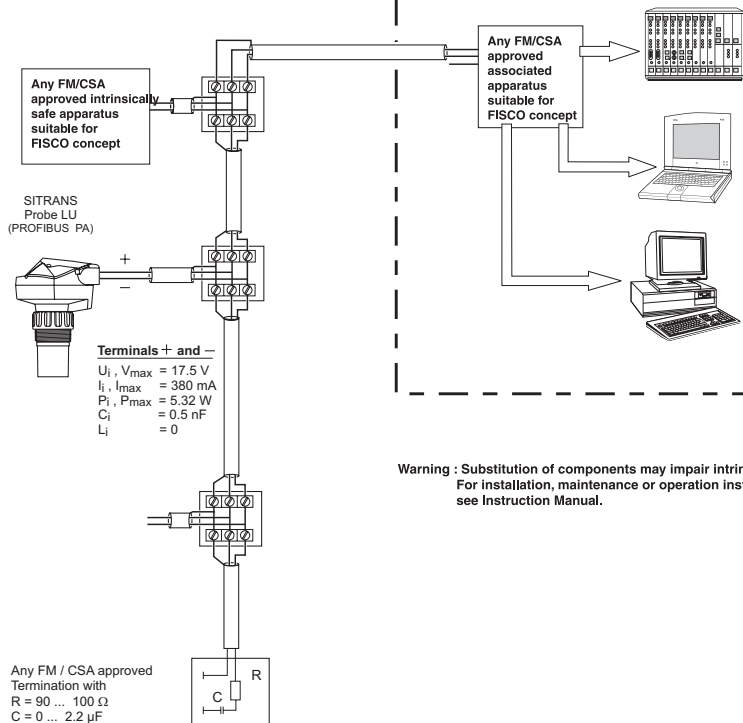 Any FM/CSA
approved intrinsically
safe apparatus
suitable for
FISCO concept
Any FM/CSA
approved
associated
apparatus
suitable for
FISCO concept
SITRANS
Probe LU
(PROFIBUS PA)
+
−
Terminals + and −
Ui , Vmax = 17.5 V
Ii , Imax = 380 mA
Pi , Pmax = 5.32 W
Ci = 0.5 nF
Li = 0
Warning : Substitution of components may impair
For installation, maintenance or operation
see Instruction Manual.
Any FM / CSA approved
Termination with
R = 90 ... 100 Ω
C = 0 ... 2.2 µF
R
C